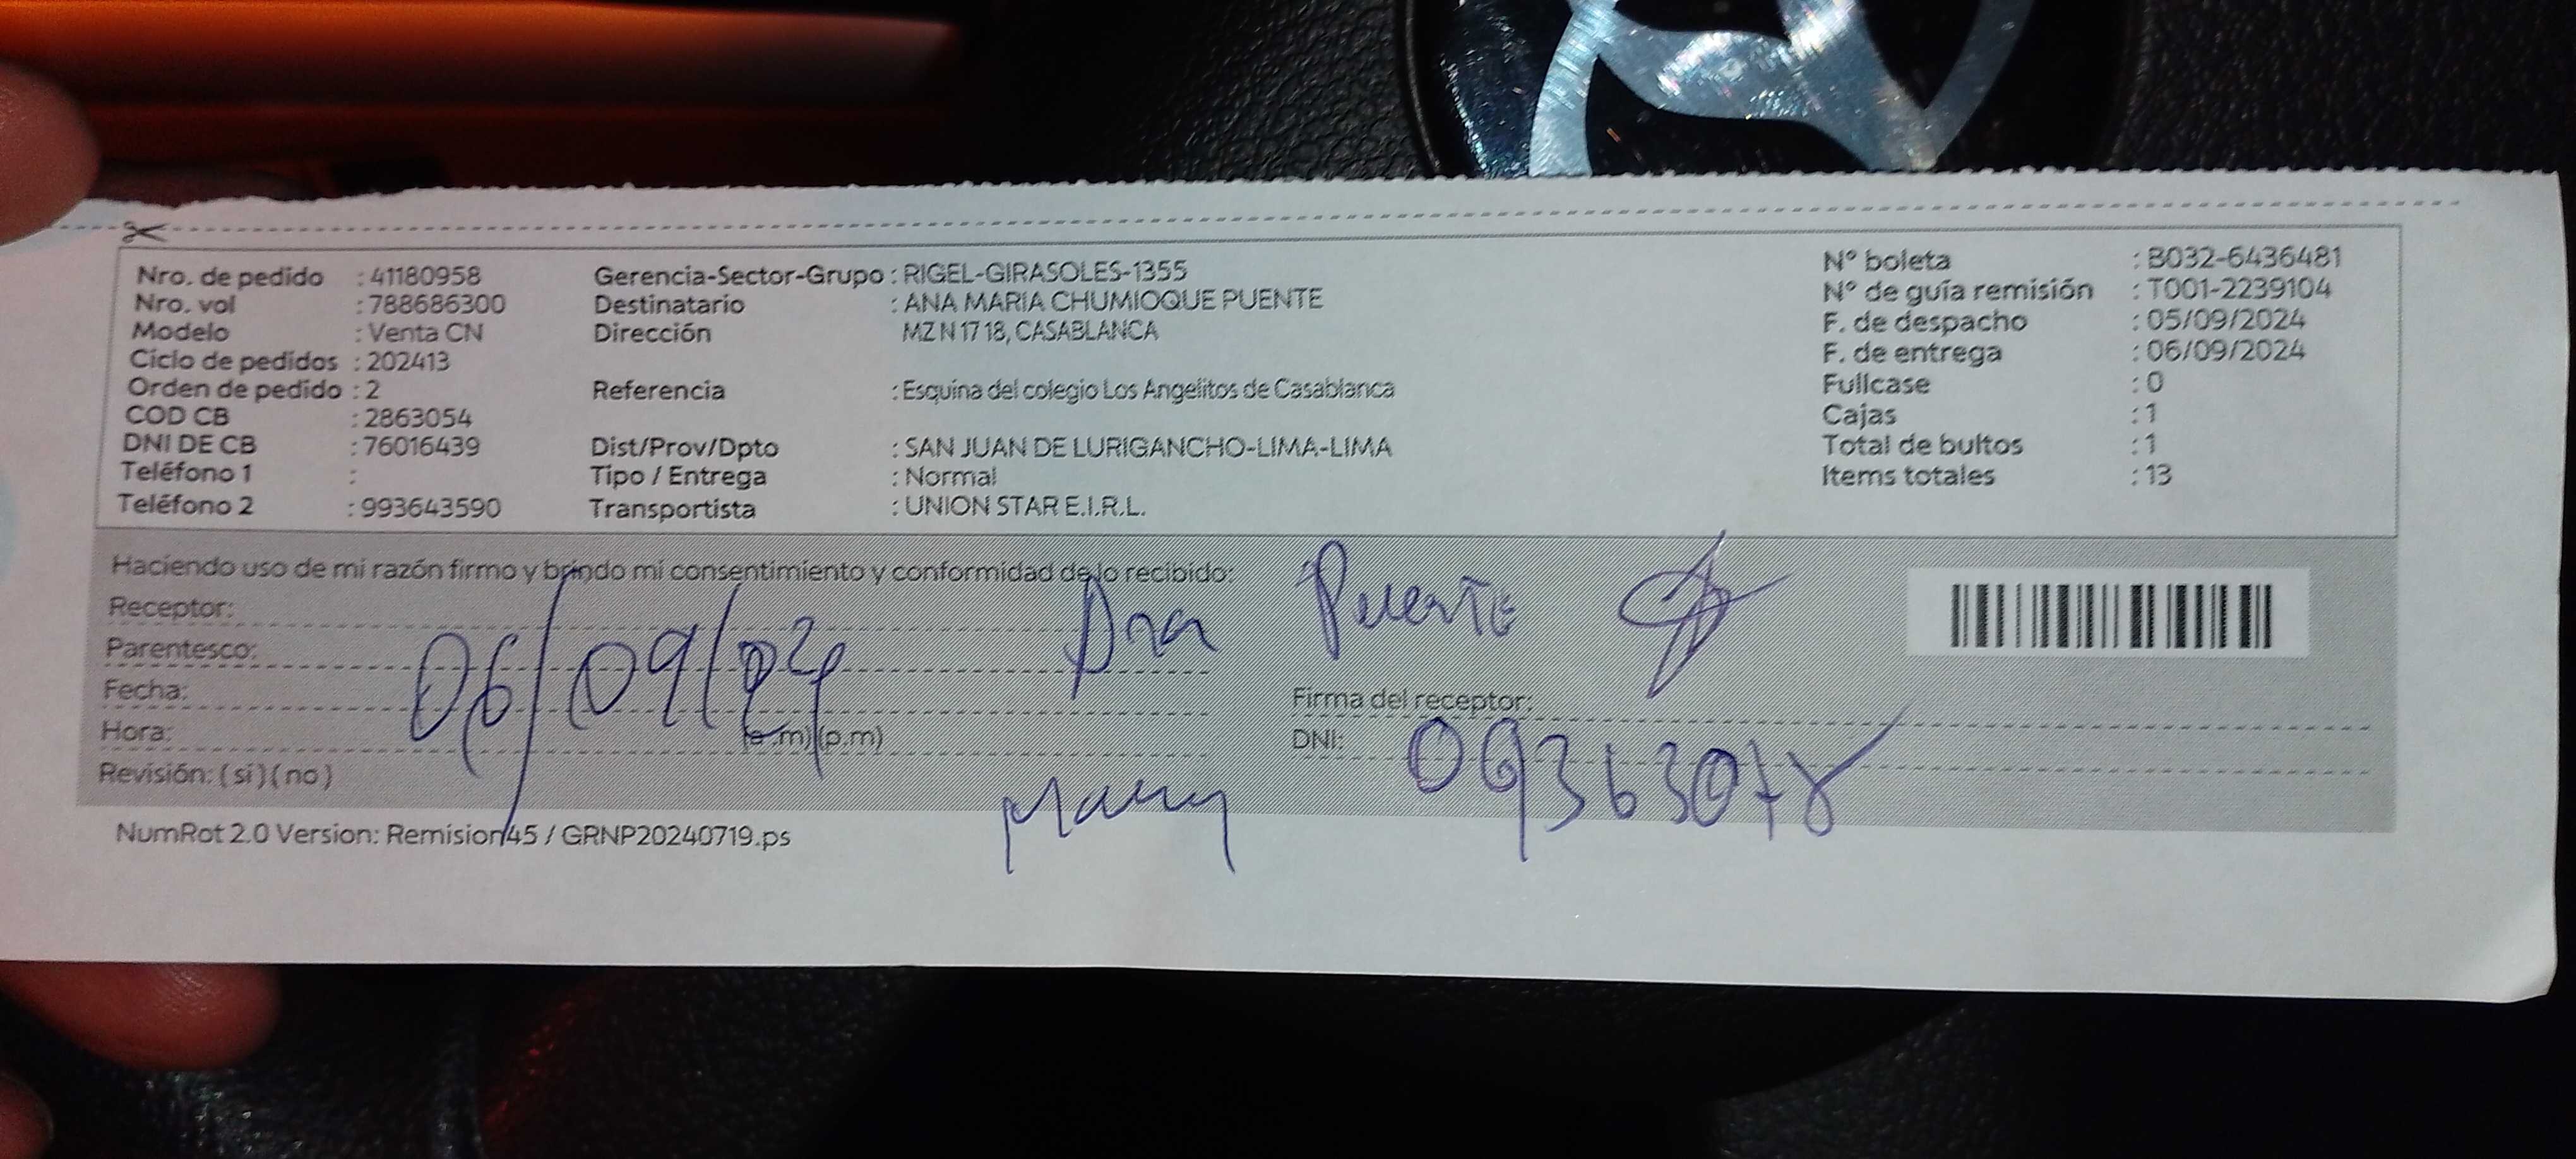 Nro. de pedido : 41180958 Gerencia-Sector-Grupo : RIGEL-GIRASOLES-1355 N° boleta : B032-6436481
Nro. vol : 788686300 Destinatario : ANA MARIA CHUMIOQUE PUENTE N° de guía remisión : T001-2239104
Modelo : Venta CN Dirección MZ N 17 18, CASABLANCA F. de despacho : 05/09/2024
Ciclo de pedidos : 202413 F. de entrega : 06/09/2024
Orden de pedido : 2 Referencia : Esquina del colegio Los Angelitos de Casablanca Fullcase : 0
COD CB : 2863054 Cajas : 1
DNI DE CB : 76016439 Dist/Prov/Dpto : SAN JUAN DE LURIGANCHO-LIMA-LIMA Total de bultos : 1
Teléfono 1 : Tipo / Entrega : Normal Items totales : 13
Teléfono 2 : 993643590 Transportista : UNION STAR E.I.R.L.
Haciendo uso de mi razón firmo y brindo mi consentimiento y conformidad de lo recibido:
Receptor: Ana Puente
Parentesco:
Fecha: 06/09/24 Firma del receptor:
Hora: (a.m) (p.m) DNI: 09363078
Revisión: (si) (no)
NumRot 2.0 Version: Remision45 / GRNP20240719.ps